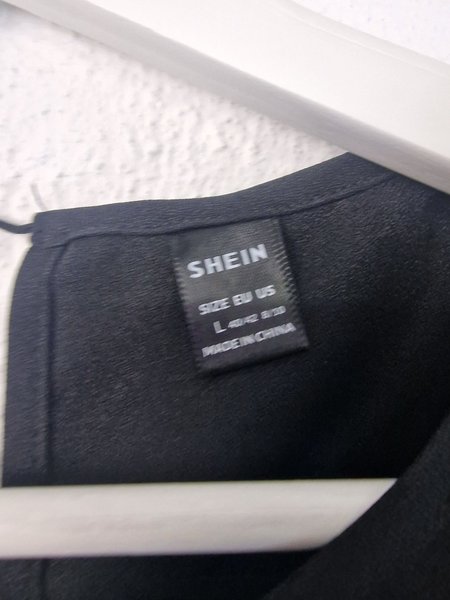 SHEIN
SIZE EU US
L 40/42 8/10
MADE IN CHINA